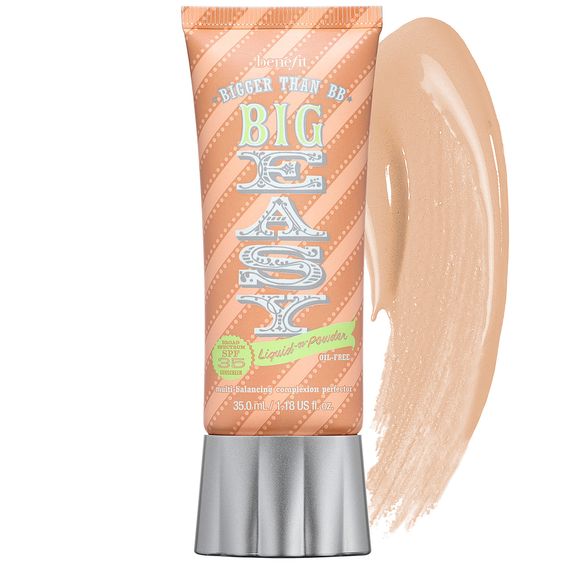 benefit
BIGGER THAN BB
BIG
EASY
BROAD
SPECTRUM
SPF
35
SUNSCREEN
Liquid-to-powder
OIL-FREE
multi-balancing complexion perfector
35.0 mL / 1.18 US fl. oz.